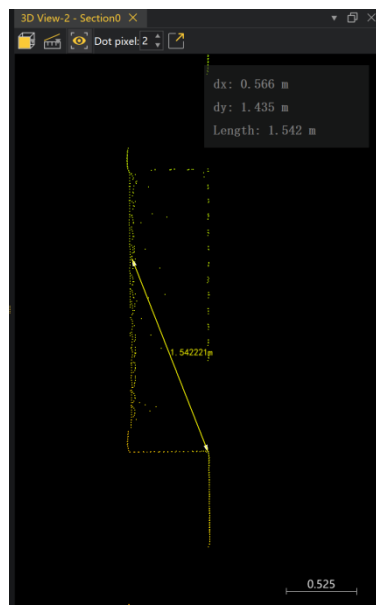 3D View-2 - Section0
Dot pixel: 2
dx: 0.566 m
dy: 1.435 m
Length: 1.542 m
1.542221m
0.525